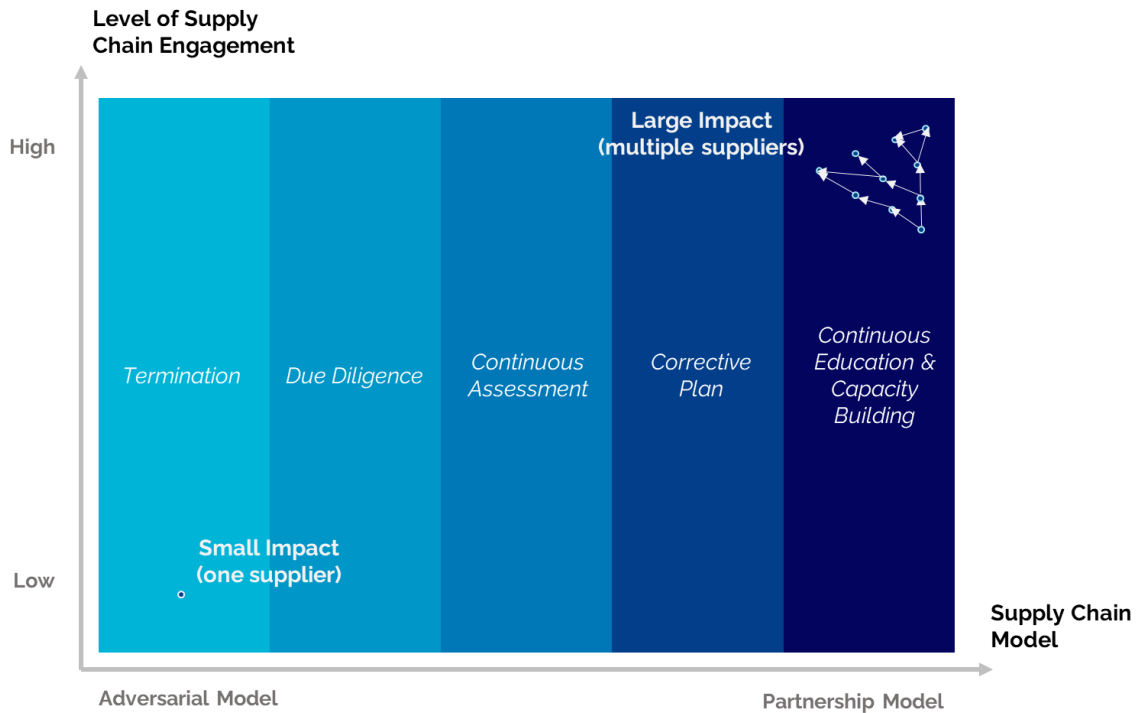 Level of Supply
Chain Engagement
High
Large Impact
(multiple suppliers)
Termination
Due Diligence
Continuous
Assessment
Corrective
Plan
Continuous
Education &
Capacity
Building
Small Impact
(one supplier)
Low
Supply Chain
Model
Adversarial Model
Partnership Model